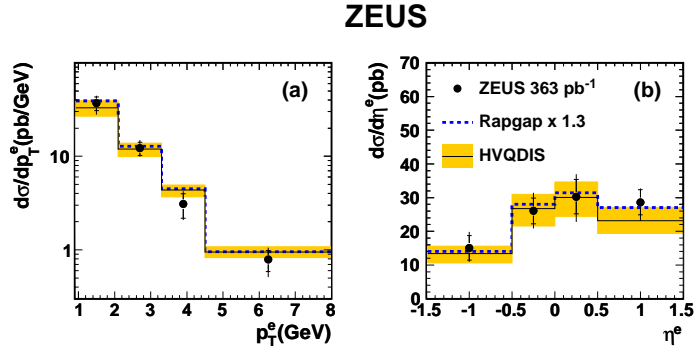 ZEUS
(a)
dσ/dp_T^e(pb/GeV)
10
1
1 2 3 4 5 6 7 8
p_T^e(GeV)
(b)
dσ/dη^e(pb)
70
60
50
40
30
20
10
0
ZEUS 363 pb⁻¹
Rapgap x 1.3
HVQDIS
-1.5 -1 -0.5 0 0.5 1 1.5
η^e